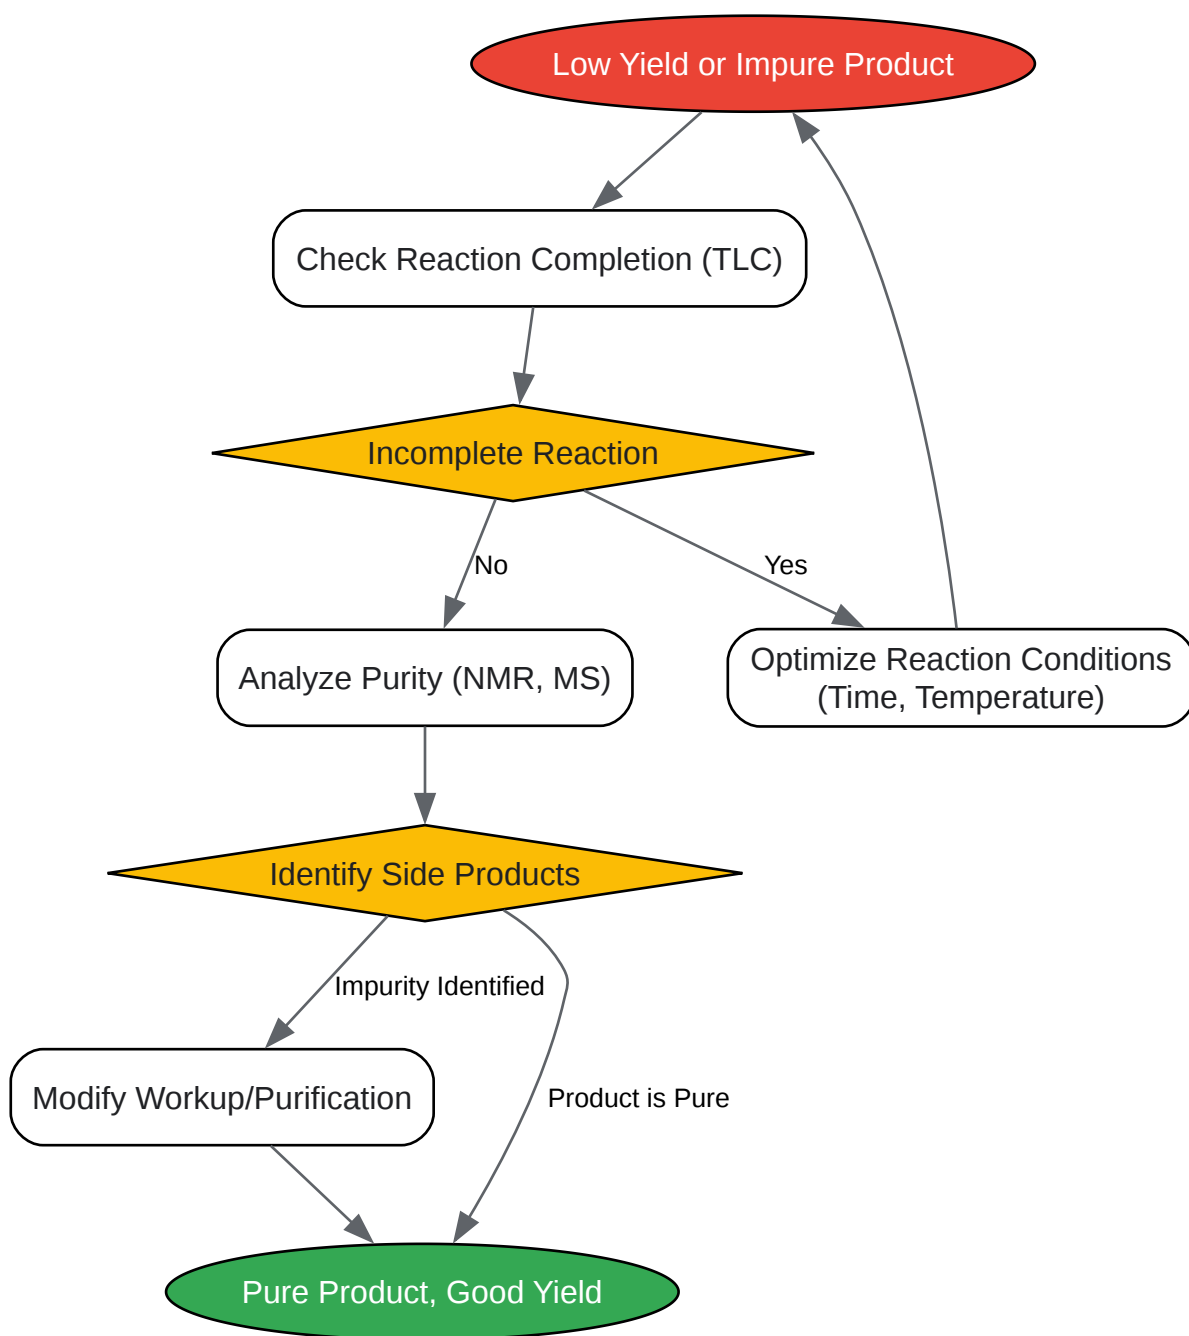 Low Yield or Impure Product
Check Reaction Completion (TLC)
Incomplete Reaction
No
Yes
Analyze Purity (NMR, MS)
Optimize Reaction Conditions
(Time, Temperature)
Identify Side Products
Impurity Identified
Modify Workup/Purification
Product is Pure
Pure Product, Good Yield